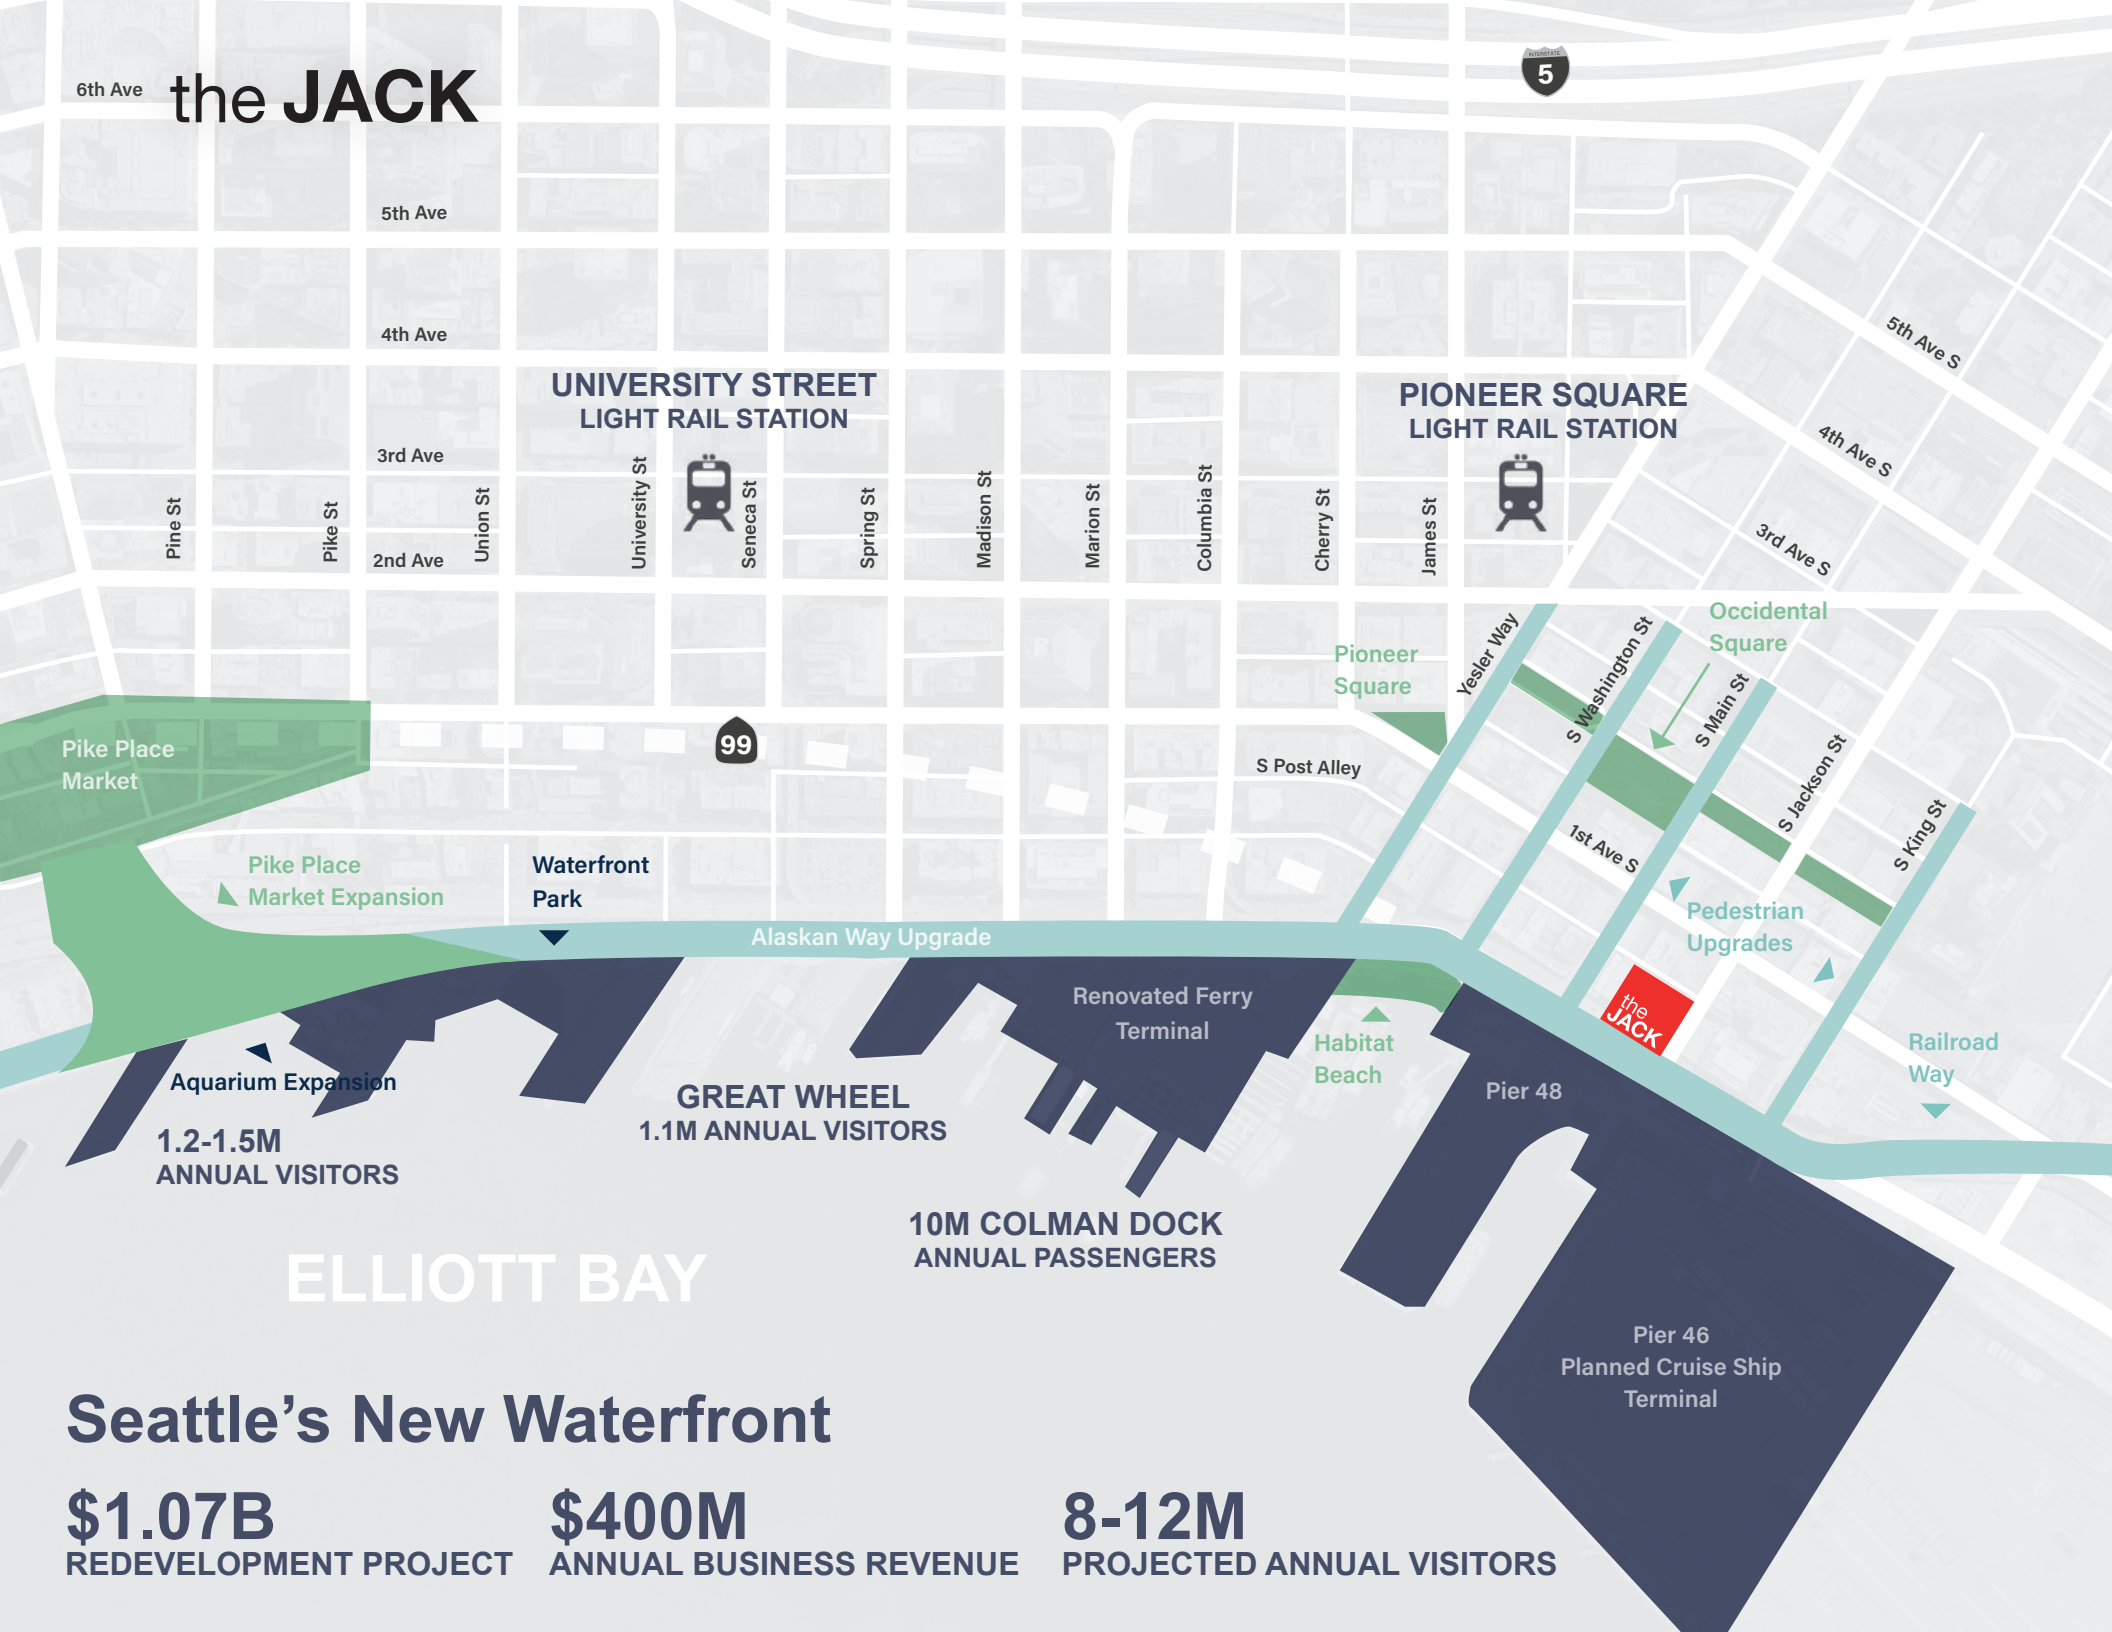 INTERSTATE
5
6th Ave
the JACK
5th Ave
4th Ave
5th Ave S
UNIVERSITY STREET
LIGHT RAIL STATION
PIONEER SQUARE
LIGHT RAIL STATION
4th Ave S
3rd Ave
Pine St
Pike St
Union St
University St
Seneca St
Spring St
Madison St
Marion St
Columbia St
Cherry St
James St
3rd Ave S
2nd Ave
Occidental
Square
Pioneer
Square
Yesler Way
S Washington St
S Main St
S Jackson St
S King St
Pike Place
Market
99
S Post Alley
1st Ave S
Pike Place
Market Expansion
Waterfront
Park
Alaskan Way Upgrade
Pedestrian
Upgrades
Renovated Ferry
Terminal
the
JACK
Habitat
Beach
Railroad
Way
Aquarium Expansion
1.2-1.5M
ANNUAL VISITORS
GREAT WHEEL
1.1M ANNUAL VISITORS
Pier 48
10M COLMAN DOCK
ANNUAL PASSENGERS
ELLIOTT BAY
Pier 46
Planned Cruise Ship
Terminal
Seattle’s New Waterfront
$1.07B
REDEVELOPMENT PROJECT
$400M
ANNUAL BUSINESS REVENUE
8-12M
PROJECTED ANNUAL VISITORS